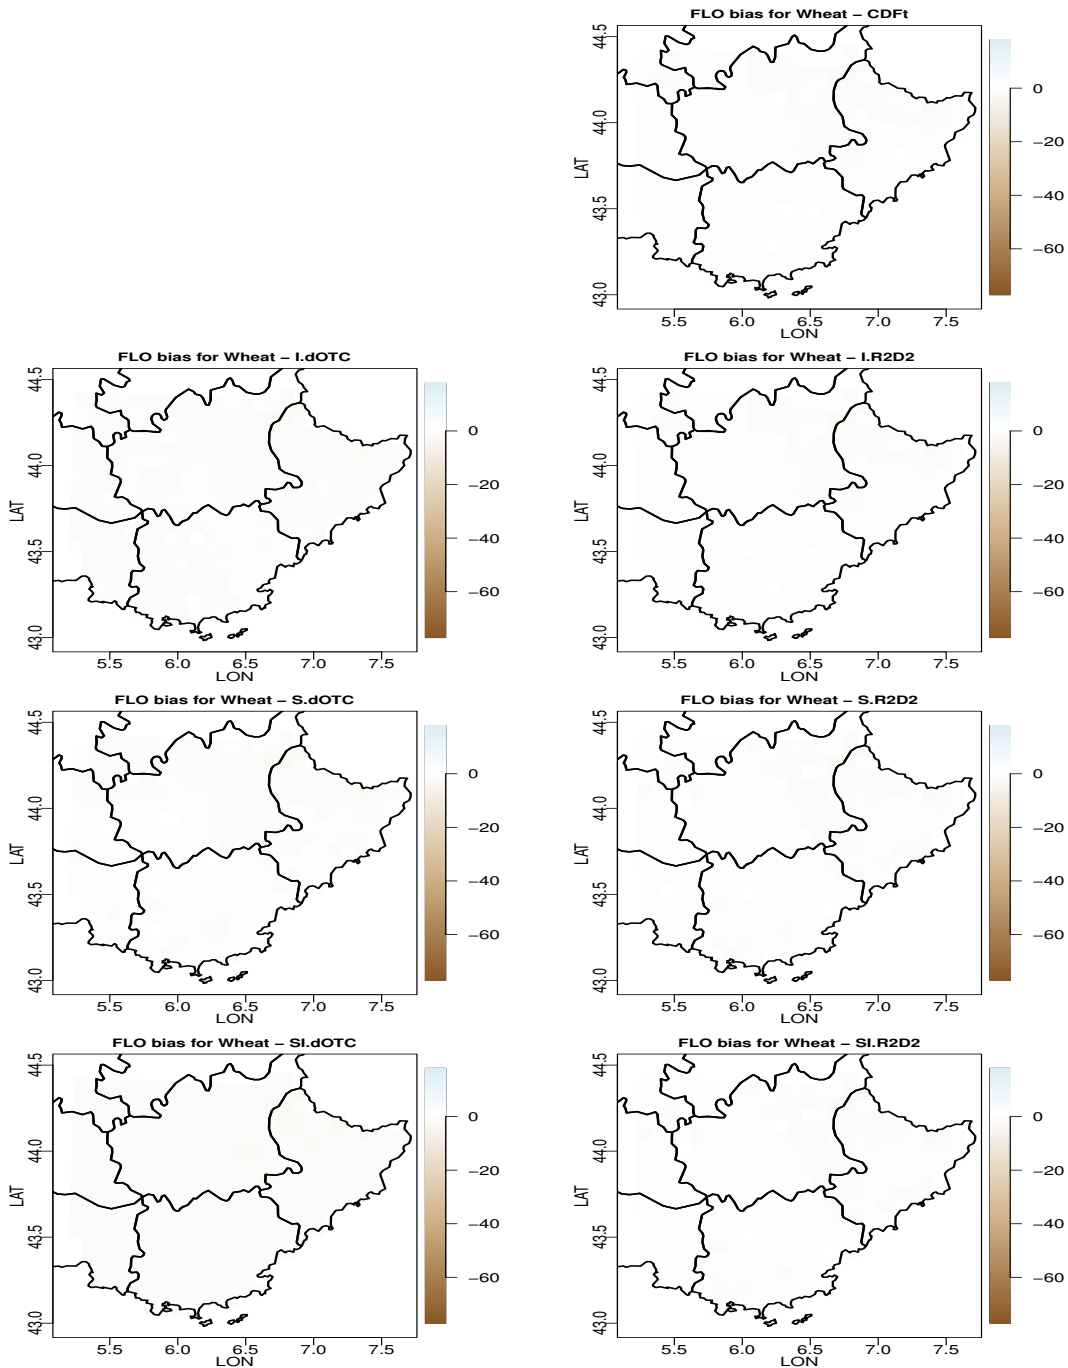 FLO bias for Wheat – CDFt
LAT
44.5
44.0
43.5
43.0
5.5 6.0 6.5 7.0 7.5
LON
0
−20
−40
−60
FLO bias for Wheat – I.dOTC
LAT
44.5
44.0
43.5
43.0
5.5 6.0 6.5 7.0 7.5
LON
0
−20
−40
−60
FLO bias for Wheat – I.R2D2
LAT
44.5
44.0
43.5
43.0
5.5 6.0 6.5 7.0 7.5
LON
0
−20
−40
−60
FLO bias for Wheat – S.dOTC
LAT
44.5
44.0
43.5
43.0
5.5 6.0 6.5 7.0 7.5
LON
0
−20
−40
−60
FLO bias for Wheat – S.R2D2
LAT
44.5
44.0
43.5
43.0
5.5 6.0 6.5 7.0 7.5
LON
0
−20
−40
−60
FLO bias for Wheat – SI.dOTC
LAT
44.5
44.0
43.5
43.0
5.5 6.0 6.5 7.0 7.5
LON
0
−20
−40
−60
FLO bias for Wheat – SI.R2D2
LAT
44.5
44.0
43.5
43.0
5.5 6.0 6.5 7.0 7.5
LON
0
−20
−40
−60